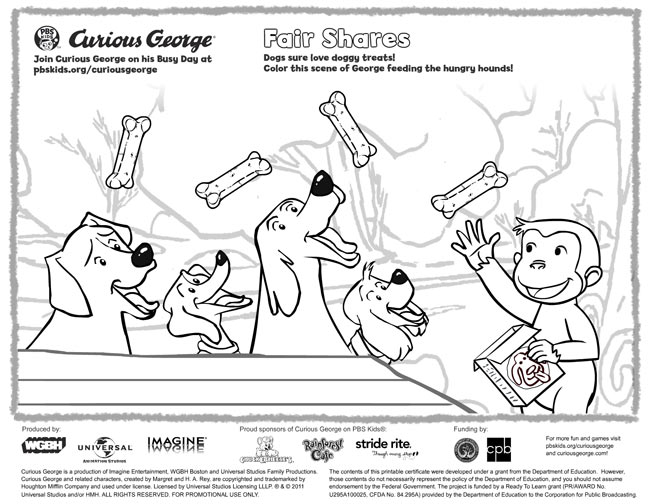 PBS KIDS Curious George®
Join Curious George on his Busy Day at
pbskids.org/curiousgeorge
Fair Shares
Dogs sure love doggy treats!
Color this scene of George feeding the hungry hounds!
Produced by:
WGBH
UNIVERSAL
ANIMATION STUDIOS
IMAGINE
ENTERTAINMENT
Proud sponsors of Curious George on PBS Kids®:
CHUCK E. CHEESE'S
Rainforest
Cafe
stride rite.
Funding by:
cpb
For more fun and games visit
pbskids.org/curiousgeorge
and curiousgeorge.com!
Curious George is a production of Imagine Entertainment, WGBH Boston and Universal Studios Family Productions.
Curious George and related characters, created by Margret and H. A. Rey, are copyrighted and trademarked by
Houghton Mifflin Company and used under license. Licensed by Universal Studios Licensing LLLP. © & © 2011
Universal Studios and/or HMH. ALL RIGHTS RESERVED. FOR PROMOTIONAL USE ONLY.
The contents of this printable certificate were developed under a grant from the Department of Education. However,
those contents do not necessarily represent the policy of the Department of Education, and you should not assume
endorsement by the Federal Government. The project is funded by a Ready To Learn grant (PR/AWARD No.
U295A100025, CFDA No. 84.295A) provided by the Department of Education to the Corporation for Public Broadcasting.